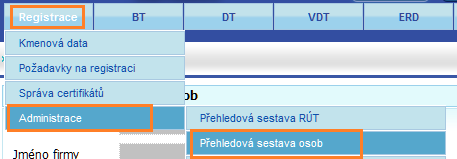 Registrace BT DT VDT ERD
Kmenová data
Požadavky na registraci
Správa certifikátů
ob
Administrace
Přehledová sestava RÚT
Přehledová sestava osob
Jméno firmy